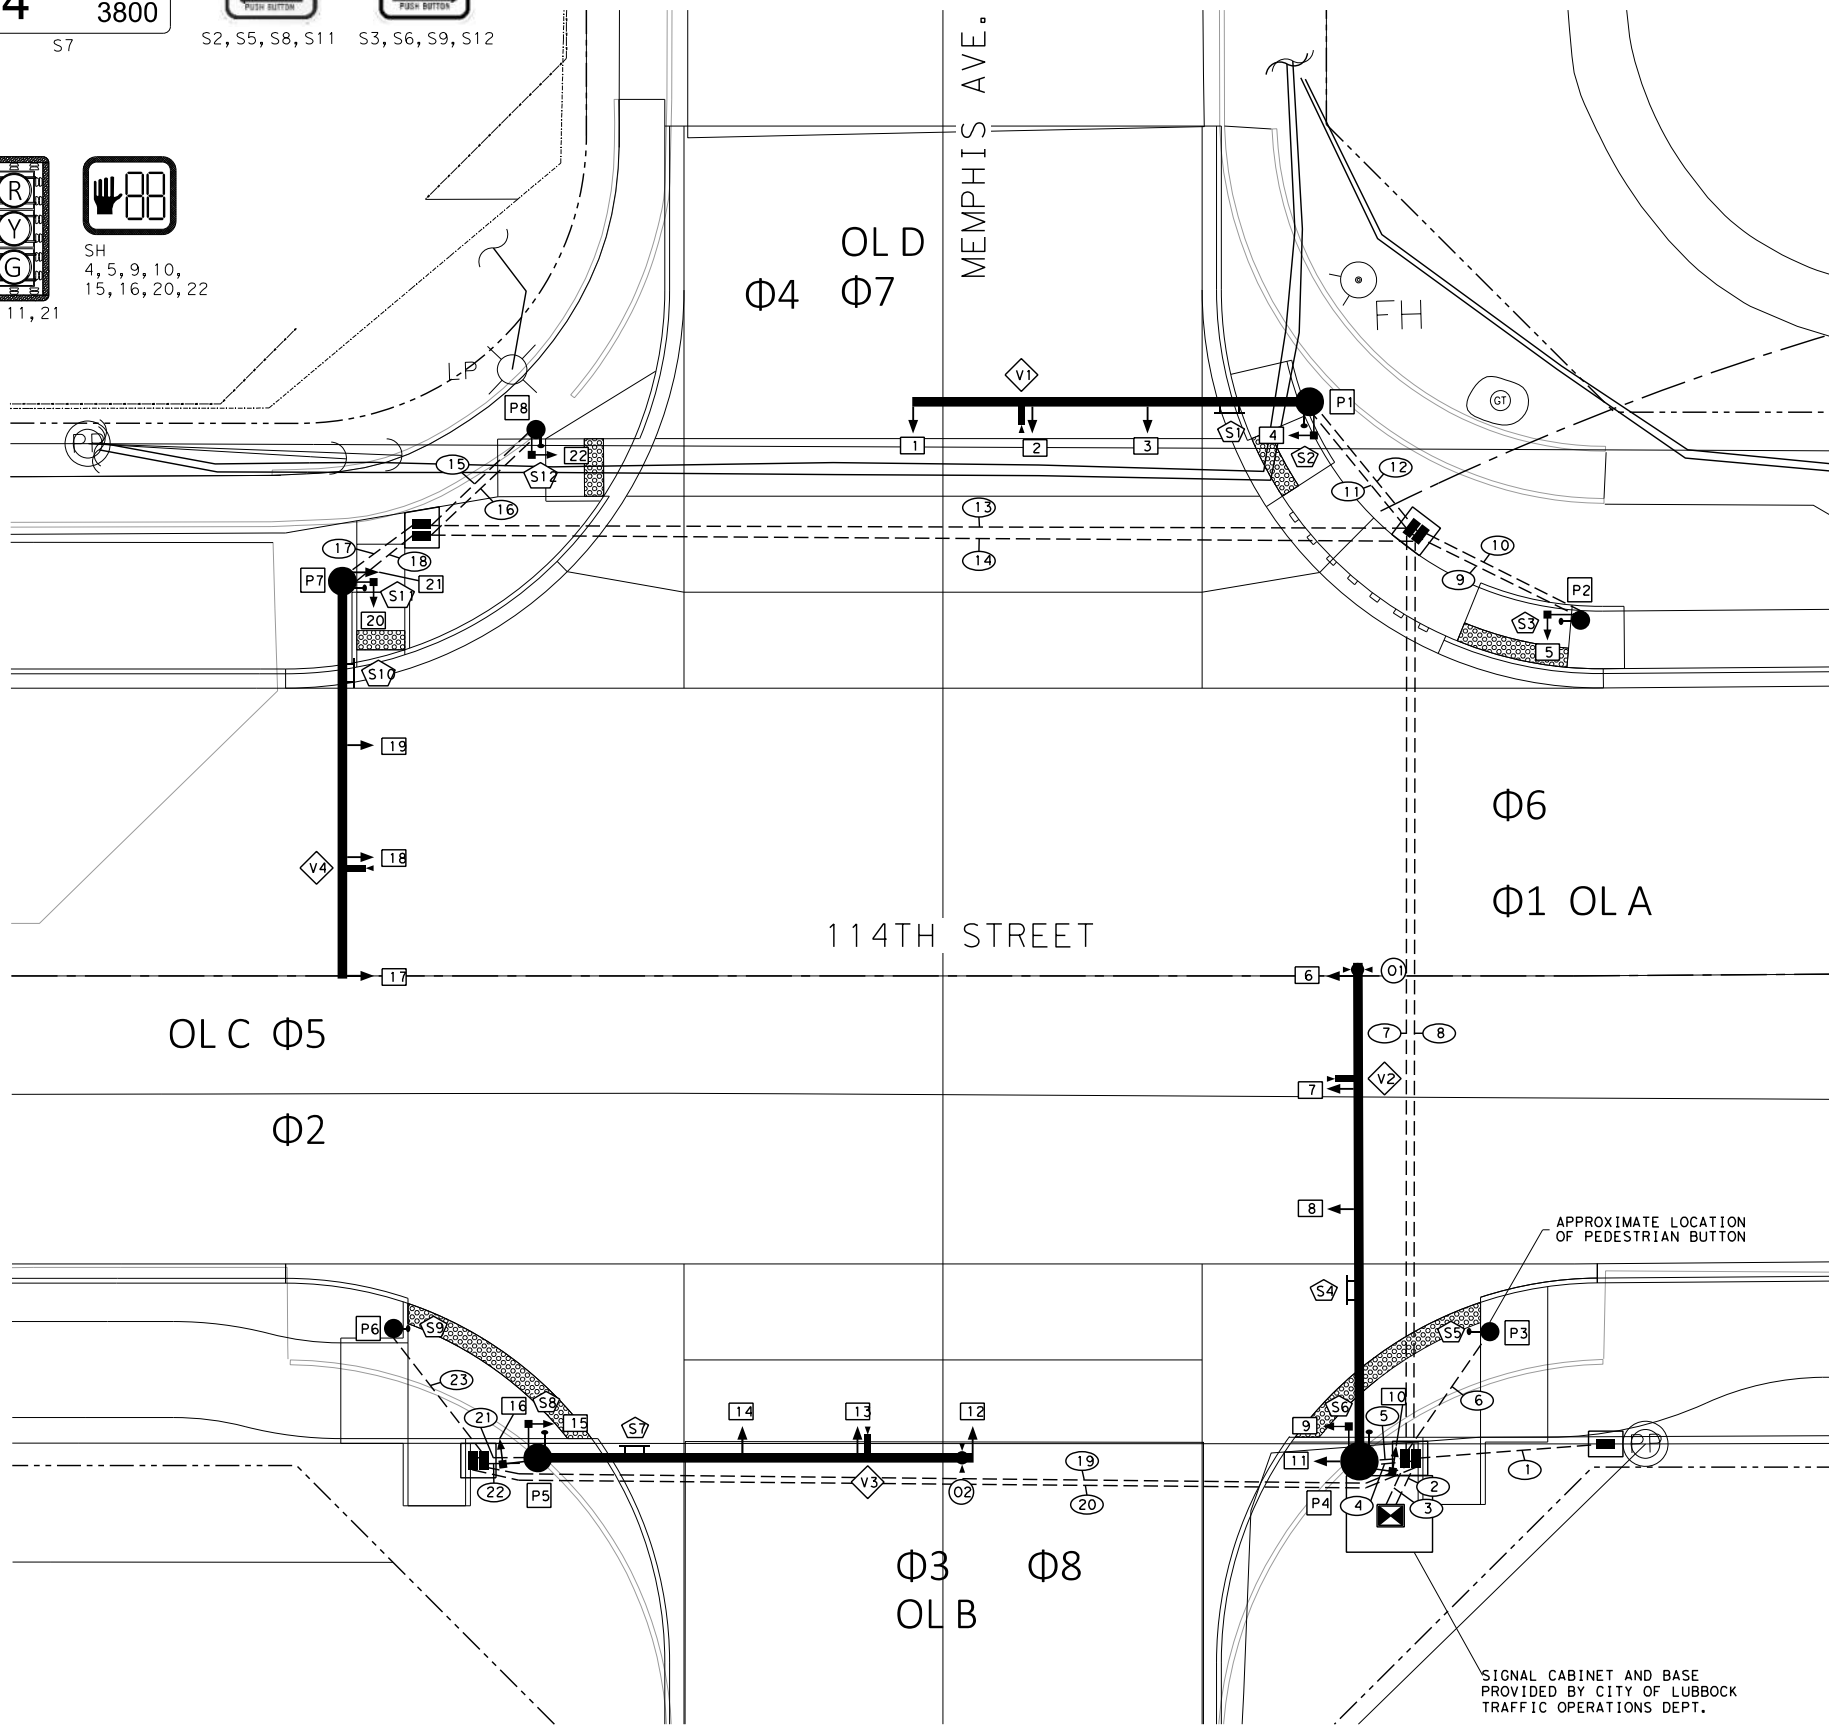 4
3800
PUSH BUTTON
PUSH BUTTON
S7
S2,S5,S8,S11
S3,S6,S9,S12
MEMPHIS AVE.
R
Y
G
11,21
88
SH
4,5,9,10,
15,16,20,22
OL D
Φ4 Φ7
FH
LP
V1
GT
P8
P1
S1
4
1
2
3
PP
22
S2
15
S12
12
11
16
13
17
10
18
14
P7
21
9
P2
S11
20
S3
5
S10
19
Φ6
18
V4
Φ1 OL A
114TH STREET
17
6
O1
OL C Φ5
7
8
V2
7
Φ2
8
APPROXIMATE LOCATION
OF PEDESTRIAN BUTTON
S4
P6
S9
S5
P3
23
10
6
S8
16
14
13
12
S6
21
15
S7
9
5
PP
11
19
1
V3
2
22
P5
O2
20
P4
4
3
Φ3
Φ8
OL B
SIGNAL CABINET AND BASE
PROVIDED BY CITY OF LUBBOCK
TRAFFIC OPERATIONS DEPT.